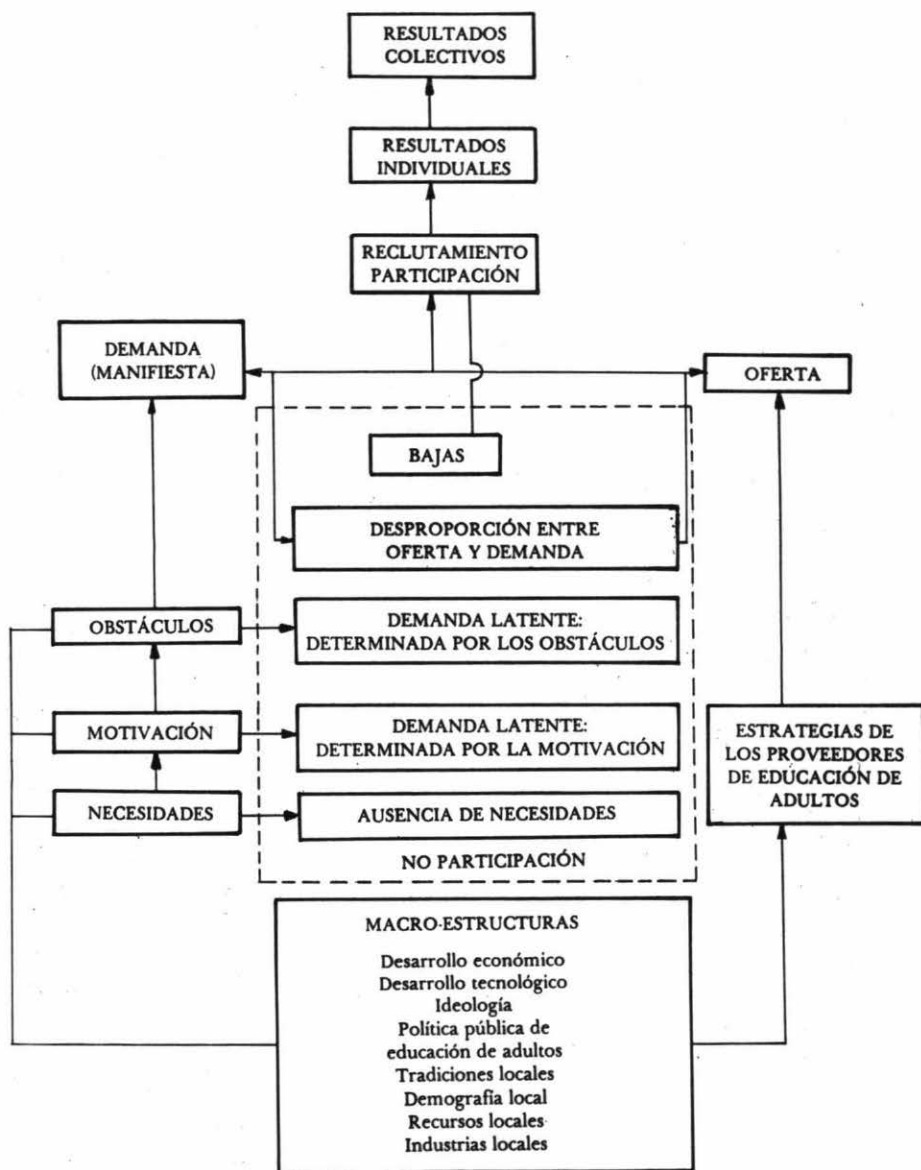 RESULTADOS
COLECTIVOS
RESULTADOS
INDIVIDUALES
RECLUTAMIENTO
PARTICIPACIÓN
DEMANDA
(MANIFIESTA)
OFERTA
BAJAS
DESPROPORCIÓN ENTRE
OFERTA Y DEMANDA
OBSTÁCULOS
DEMANDA LATENTE:
DETERMINADA POR LOS OBSTÁCULOS
MOTIVACIÓN
DEMANDA LATENTE:
DETERMINADA POR LA MOTIVACIÓN
ESTRATEGIAS DE
LOS PROVEEDORES
DE EDUCACIÓN DE
ADULTOS
NECESIDADES
AUSENCIA DE NECESIDADES
NO PARTICIPACIÓN
MACRO-ESTRUCTURAS
Desarrollo económico
Desarrollo tecnológico
Ideología
Política pública de
educación de adultos
Tradiciones locales
Demografía local
Recursos locales
Industrias locales